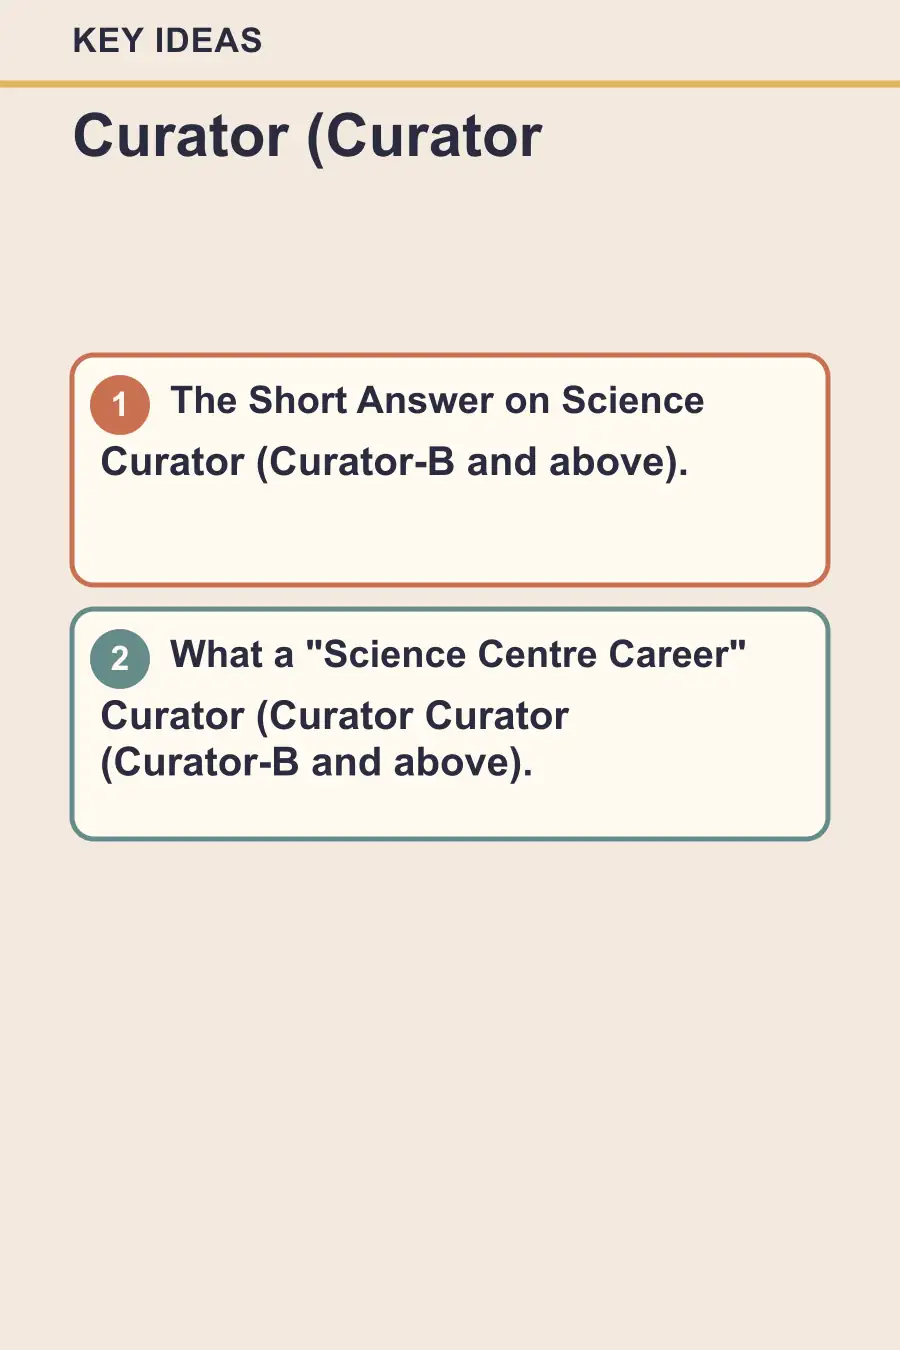 KEY IDEAS
Curator (Curator
1 The Short Answer on Science
Curator (Curator-B and above).
2 What a "Science Centre Career"
Curator (Curator Curator
(Curator-B and above).